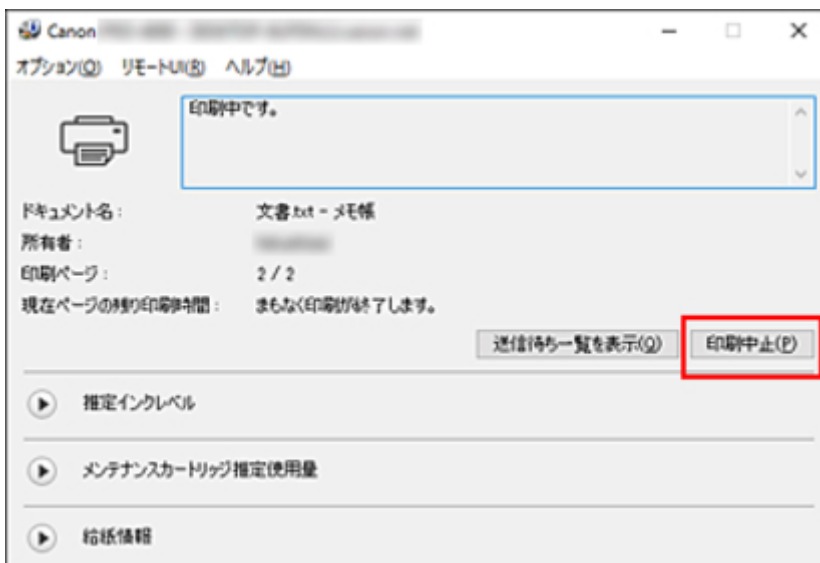 Canon
オプション(O) リモートUI(R) ヘルプ(H)
印刷中です。
ドキュメント名： 文書.txt - メモ帳
所有者：
印刷ページ： 2 / 2
現在ページの残り印刷時間： まもなく印刷が終了します。
送信待ち一覧を表示(Q) 印刷中止(P)
推定インクレベル
メンテナンスカートリッジ推定使用量
給紙情報